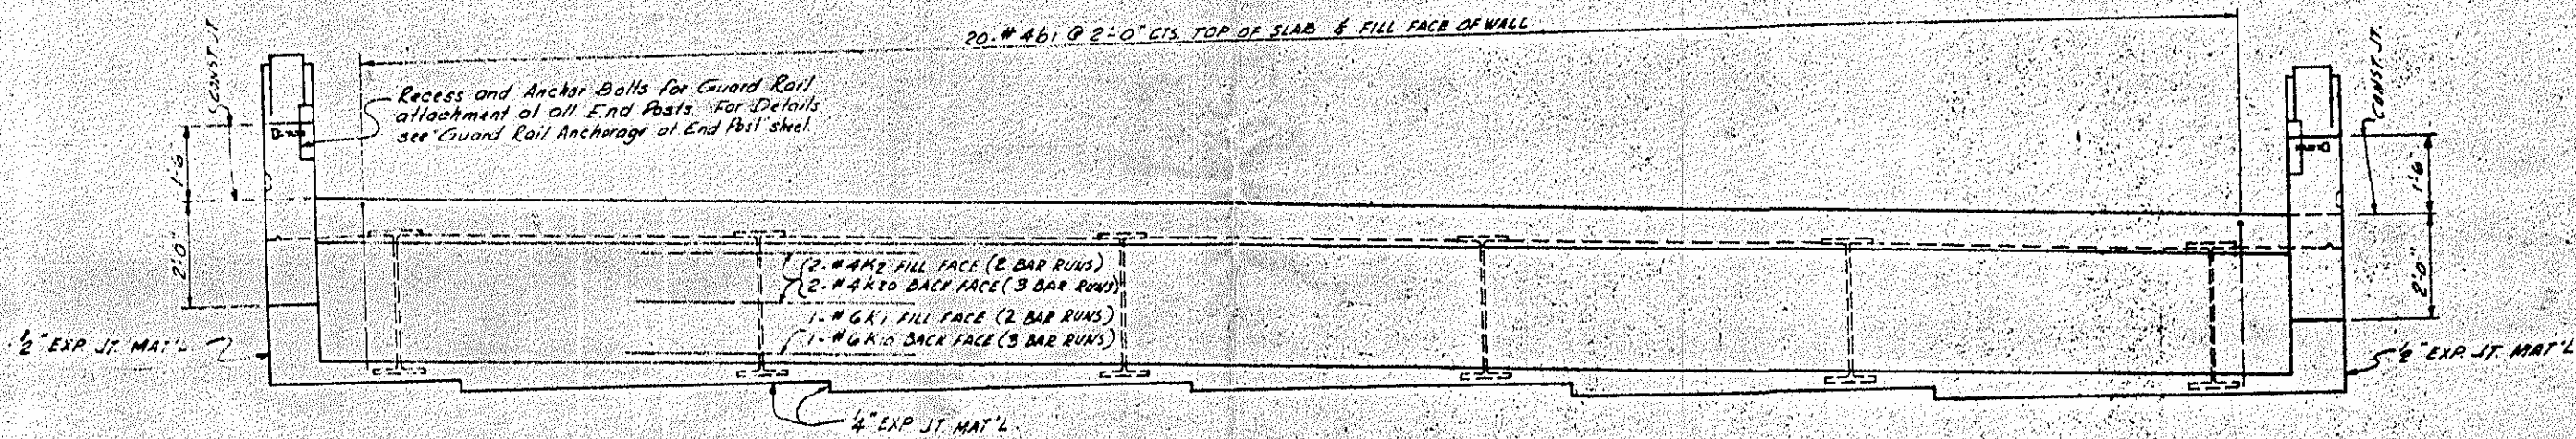 20-#4b1 @ 2'-0" CTS. TOP OF SLAB & FILL FACE OF WALL
CONST. JT.
Recess and Anchor Bolts for Guard Rail
attachment at all End Posts. For Details
see "Guard Rail Anchorage at End Post" sheet.
CONST. JT.
1'-6"
2'-0"
1'-6"
2'-0"
2-#4K2 FILL FACE (2 BAR RUNS)
2-#4K20 BACK FACE (3 BAR RUNS)
1-#6K1 FILL FACE (2 BAR RUNS)
1-#6K10 BACK FACE (3 BAR RUNS)
1/2" EXP. JT. MAT'L
1/2" EXP. JT. MAT'L
1/4" EXP. JT. MAT'L.